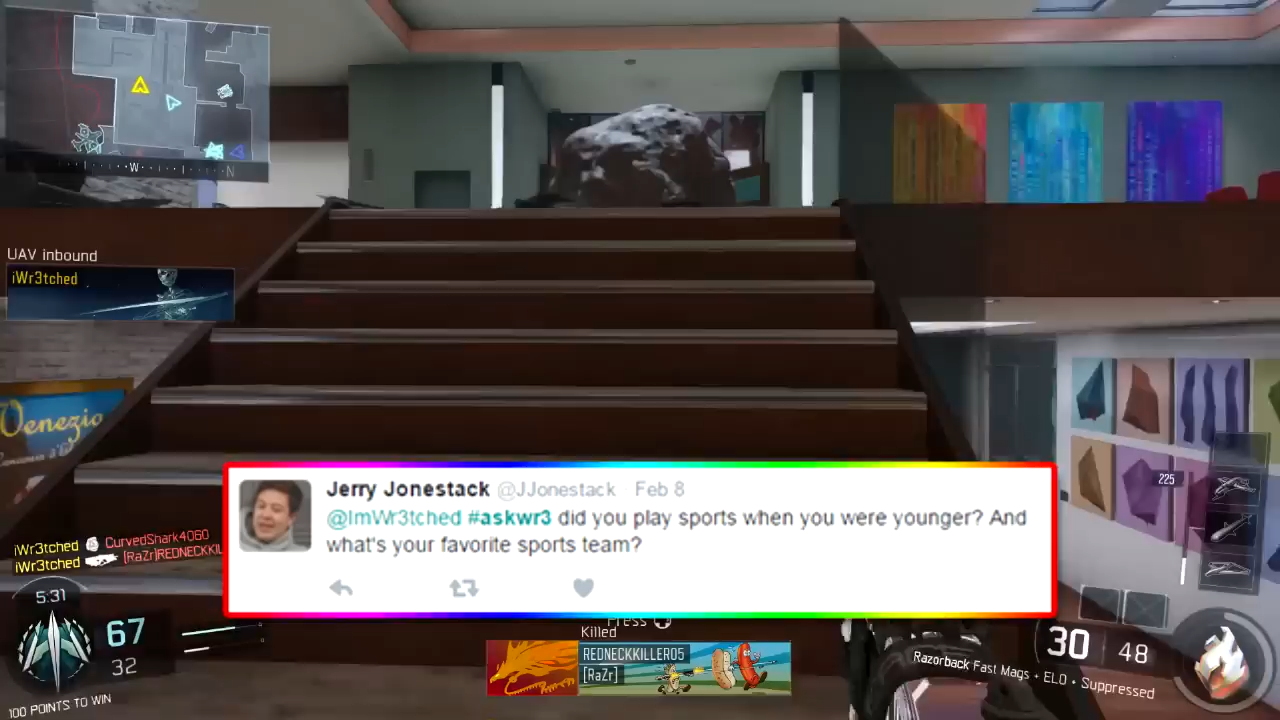 W
N
UAV inbound
iWr3tched
Venezia
iWr3tched CurvedShark4060
iWr3tched [RaZr]REDNECKKIL
Jerry Jonestack @JJonestack Feb 8
@ImWr3tched #askwr3 did you play sports when you were younger? And
what's your favorite sports team?
225
5:31
67
32
100 POINTS TO WIN
Press
Killed
REDNECKKILLER05
[RaZr]
30 48
Razorback Fast Mags + ELO + Suppressed